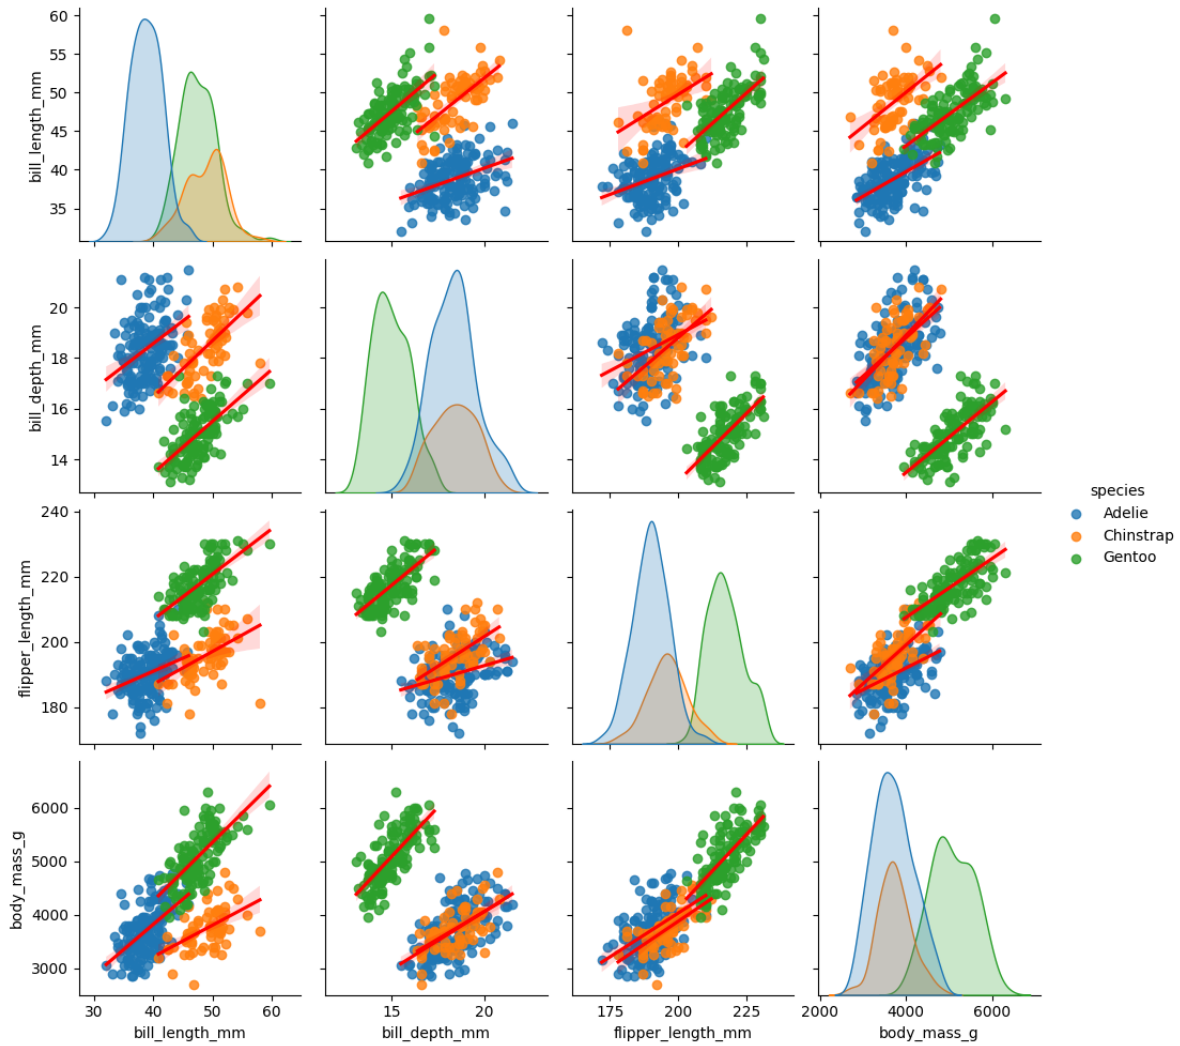 60
55
50
45
40
35
bill_length_mm
20
18
16
14
bill_depth_mm
species
Adelie
Chinstrap
Gentoo
240
220
200
180
flipper_length_mm
6000
5000
4000
3000
body_mass_g
30 40 50 60
bill_length_mm
15 20
bill_depth_mm
175 200 225
flipper_length_mm
2000 4000 6000
body_mass_g